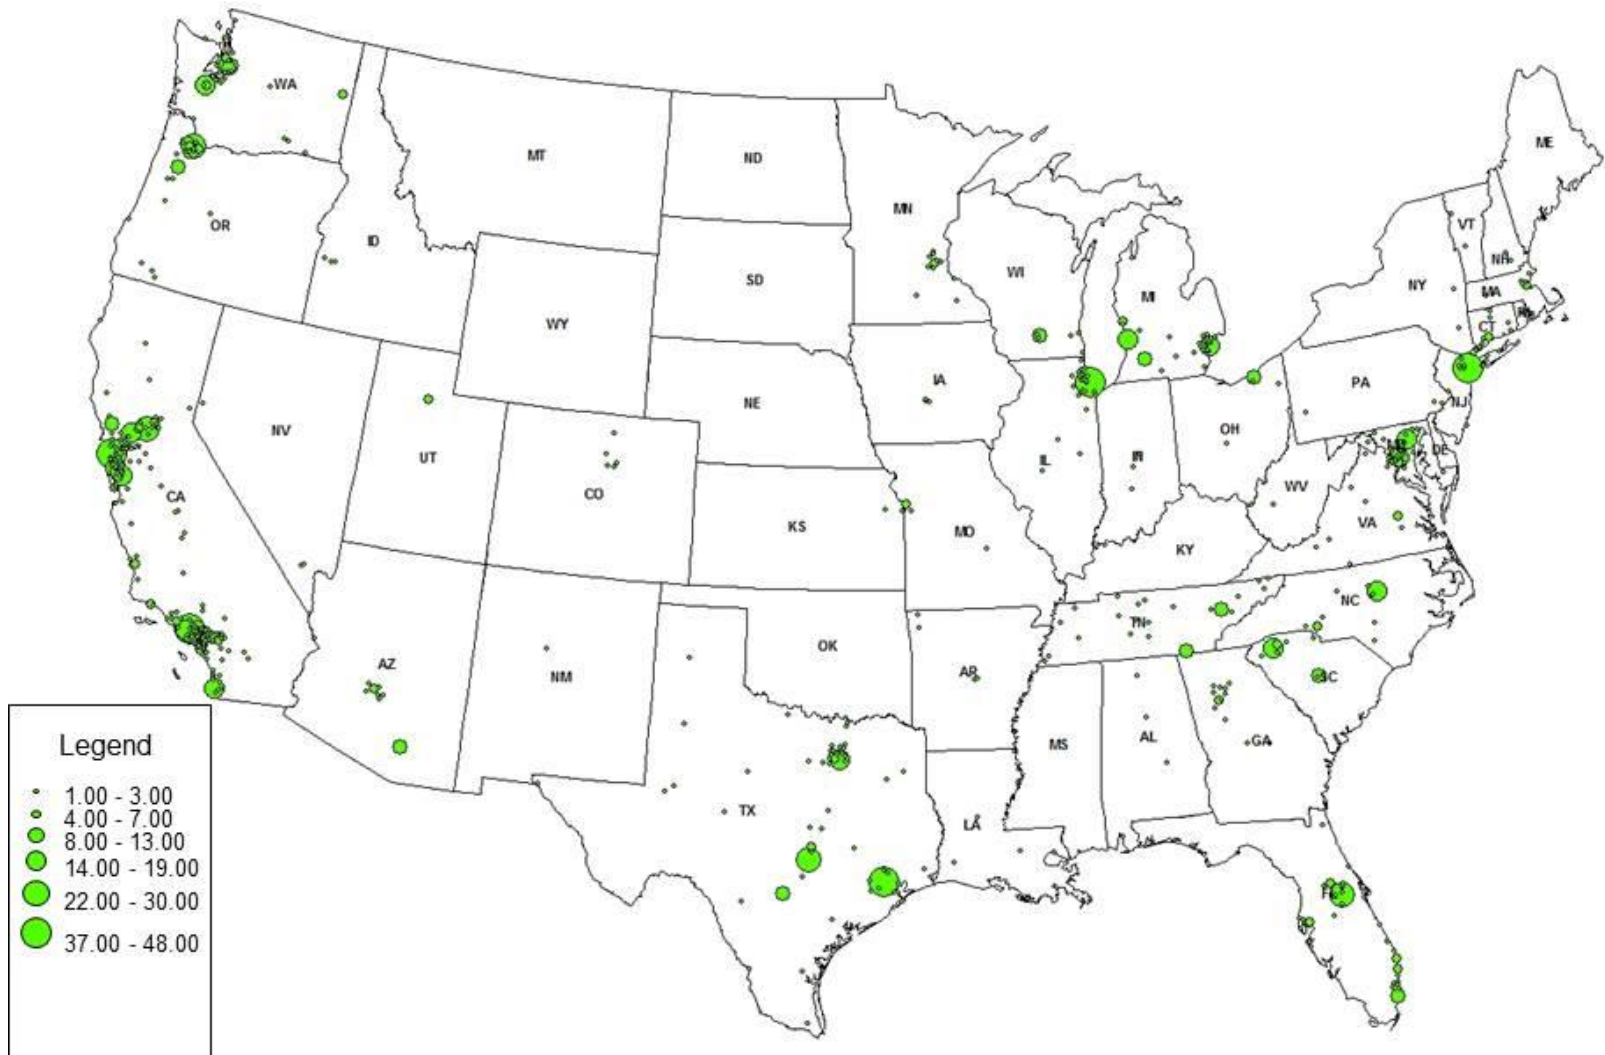 WA
ME
MT
ND
MN
VT
OR
ID
NH
WI
SD
NY
MA
MI
WY
CT
IA
PA
NE
NJ
NV
OH
UT
IL
DE
CO
WV
CA
KS
MO
VA
KY
NC
TN
OK
AZ
NM
AR
SC
MS
AL
GA
TX
LA
FL
Legend
1.00 - 3.00
4.00 - 7.00
8.00 - 13.00
14.00 - 19.00
22.00 - 30.00
37.00 - 48.00